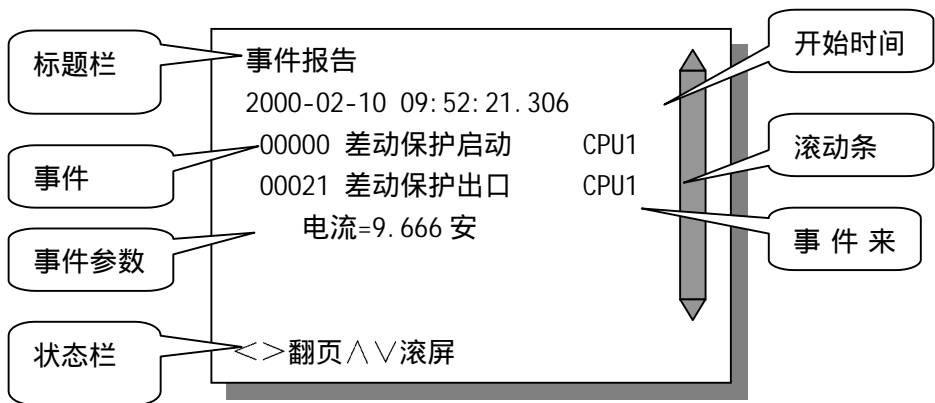 标题栏
事件
事件参数
状态栏
事件报告
2000-02-10 09:52:21.306
00000 差动保护启动 CPU1
00021 差动保护出口 CPU1
电流=9.666 安
<>翻页∧∨滚屏
开始时间
滚动条
事 件 来